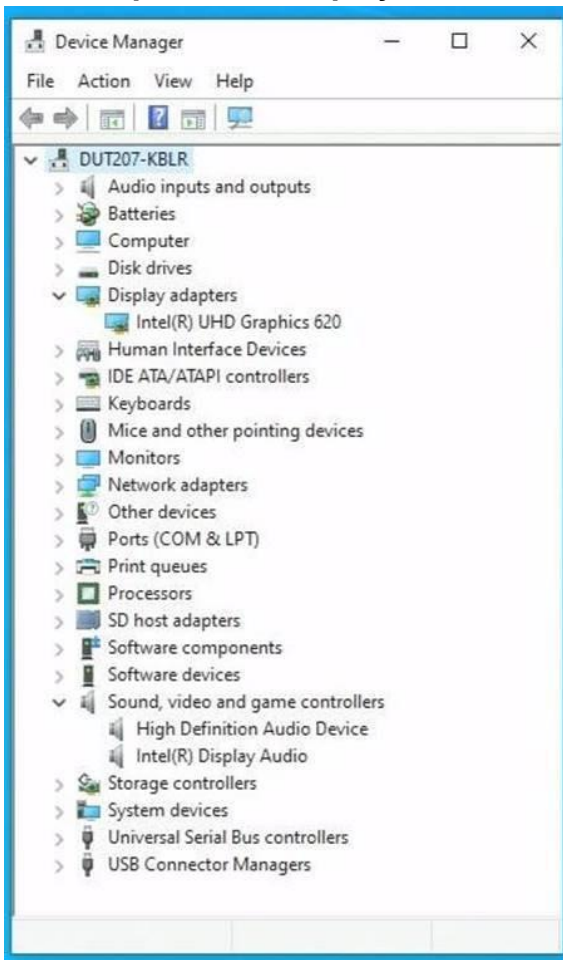 Device Manager
File Action View Help
DUT207-KBLR
Audio inputs and outputs
Batteries
Computer
Disk drives
Display adapters
Intel(R) UHD Graphics 620
Human Interface Devices
IDE ATA/ATAPI controllers
Keyboards
Mice and other pointing devices
Monitors
Network adapters
Other devices
Ports (COM & LPT)
Print queues
Processors
SD host adapters
Software components
Software devices
Sound, video and game controllers
High Definition Audio Device
Intel(R) Display Audio
Storage controllers
System devices
Universal Serial Bus controllers
USB Connector Managers